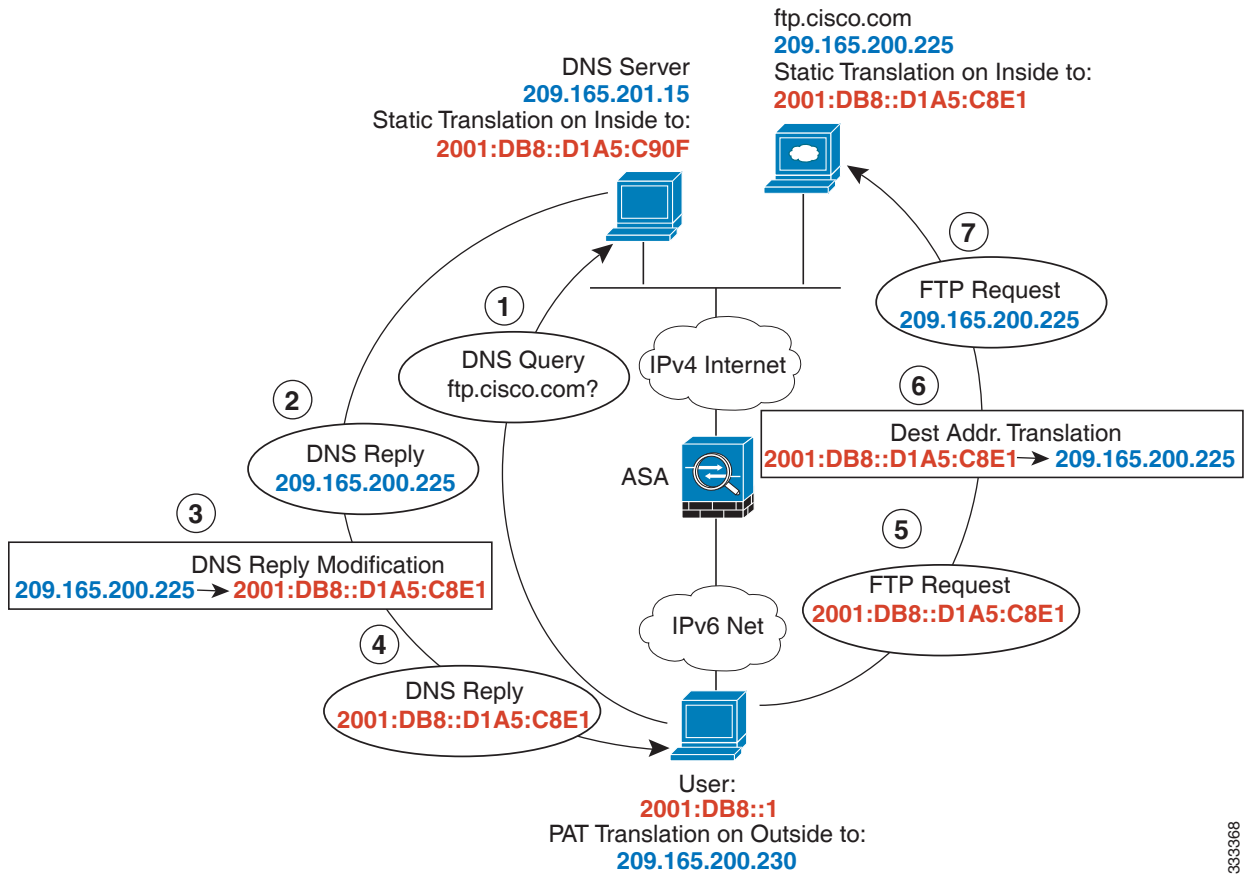 ftp.cisco.com
209.165.200.225
Static Translation on Inside to:
2001:DB8::D1A5:C8E1
DNS Server
209.165.201.15
Static Translation on Inside to:
2001:DB8::D1A5:C90F
7
FTP Request
209.165.200.225
1
DNS Query
ftp.cisco.com?
IPv4 Internet
2
DNS Reply
209.165.200.225
6
Dest Addr. Translation
2001:DB8::D1A5:C8E1 → 209.165.200.225
ASA
3
DNS Reply Modification
209.165.200.225 → 2001:DB8::D1A5:C8E1
5
FTP Request
2001:DB8::D1A5:C8E1
IPv6 Net
4
DNS Reply
2001:DB8::D1A5:C8E1
User:
2001:DB8::1
PAT Translation on Outside to:
209.165.200.230
333368